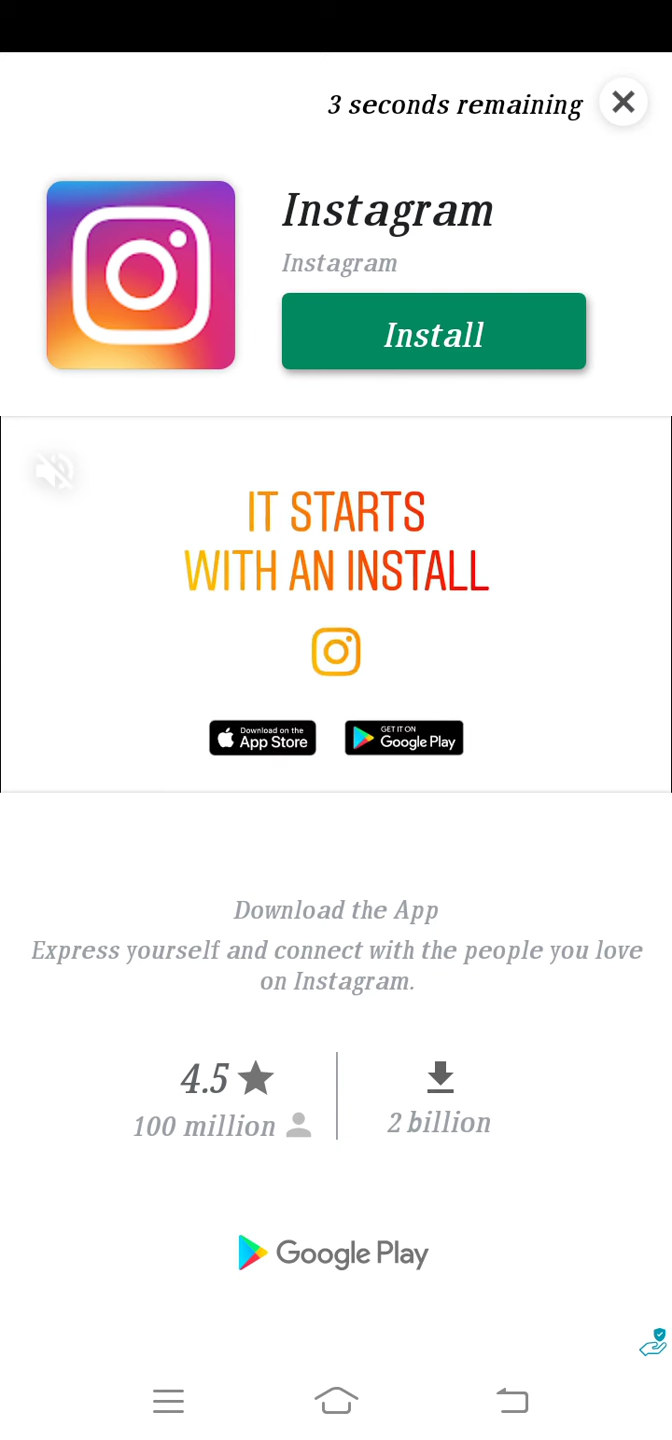 3 seconds remaining
Instagram
Instagram
Install
IT STARTS
WITH AN INSTALL
Download on the
App Store
GET IT ON
Google Play
Download the App
Express yourself and connect with the people you love
on Instagram.
4.5
100 million
2 billion
Google Play